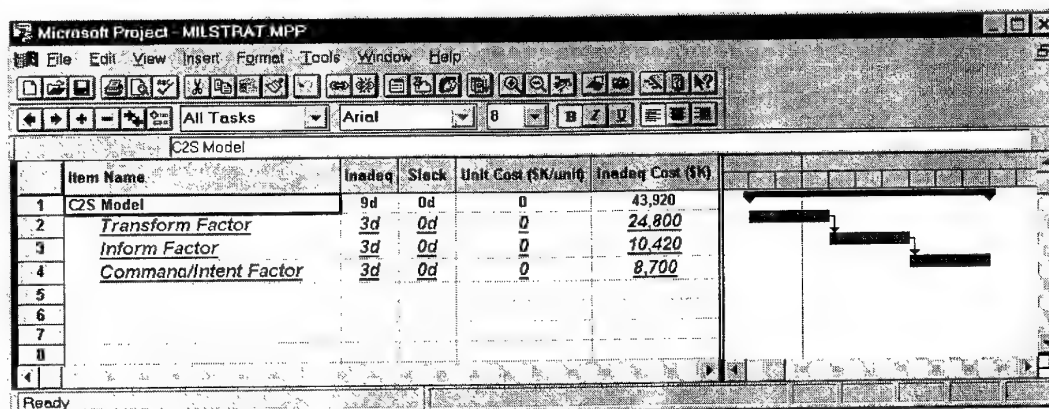 Microsoft Project - MILSTRAT.MPP
File Edit View Insert Format Tools Window Help
All Tasks Arial 8 B I U
C2S Model
Item Name Inadeq Slack Unit Cost ($K/unit) Inadeq Cost ($K)
1 C2S Model 9d 0d 0 43,920
2 Transform Factor 3d 0d 0 24,800
3 Inform Factor 3d 0d 0 10,420
4 Command/Intent Factor 3d 0d 0 8,700
5
6
7
8
Ready